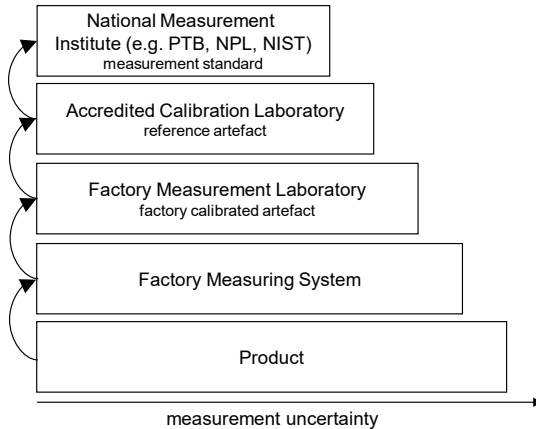 National Measurement
Institute (e.g. PTB, NPL, NIST)
measurement standard
Accredited Calibration Laboratory
reference artefact
Factory Measurement Laboratory
factory calibrated artefact
Factory Measuring System
Product
measurement uncertainty